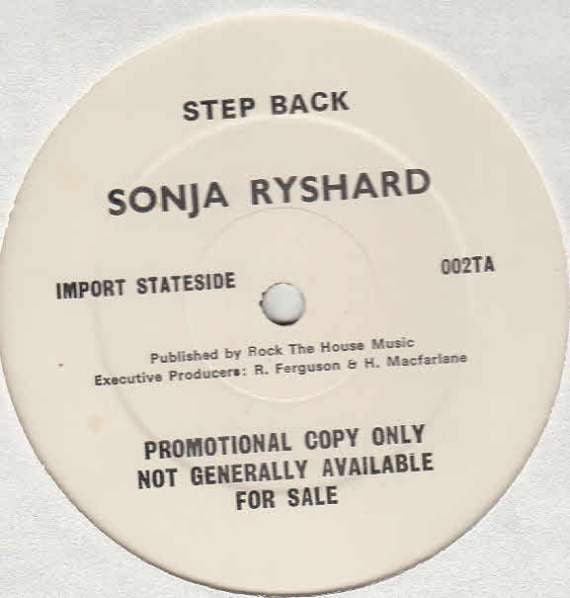 STEP BACK
SONJA RYSHARD
IMPORT STATESIDE
002TA
Published by Rock The House Music
Executive Producers: R. Ferguson & H. Macfarlane
PROMOTIONAL COPY ONLY
NOT GENERALLY AVAILABLE
FOR SALE